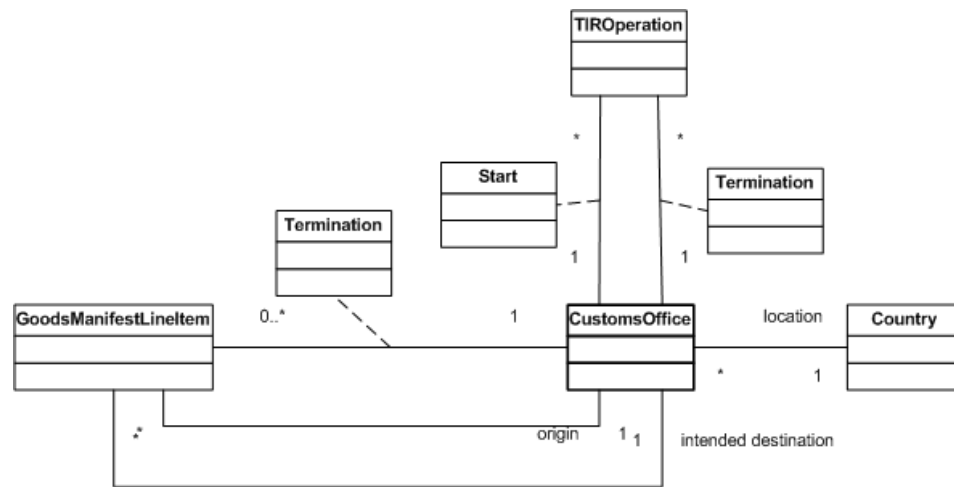 TIROperation
* *
Start
Termination
Termination
1 1
GoodsManifestLineItem
0..*
1
CustomsOffice
location
Country
* 1
**
origin
1 1
intended destination